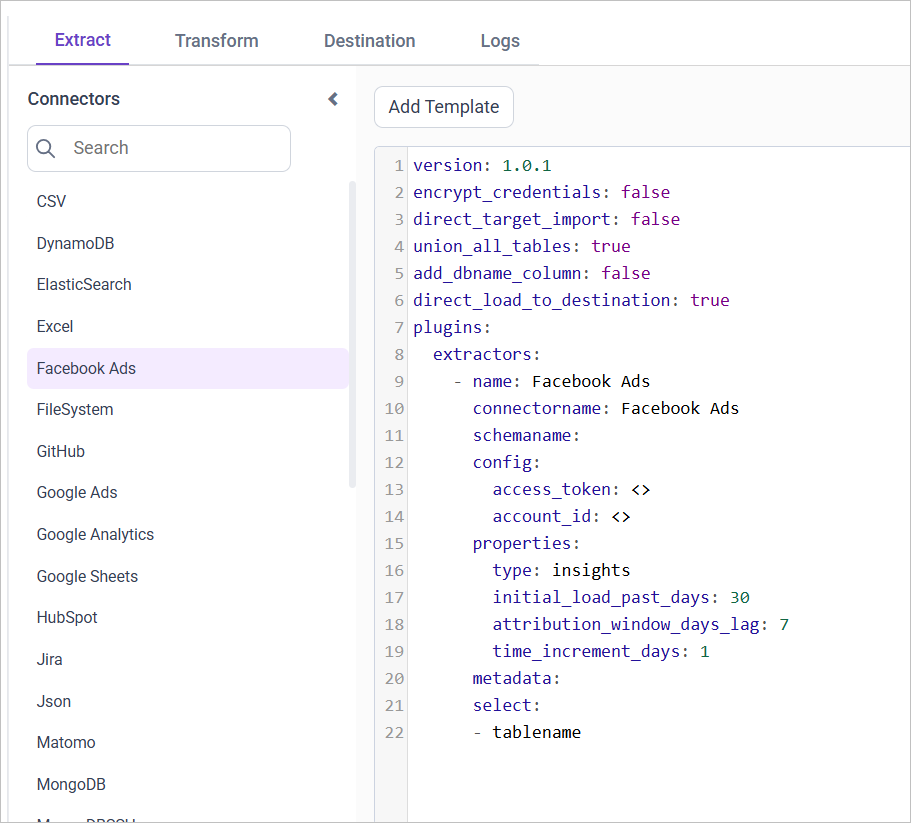 Extract Transform Destination Logs
Connectors
Search
CSV
DynamoDB
ElasticSearch
Excel
Facebook Ads
FileSystem
GitHub
Google Ads
Google Analytics
Google Sheets
HubSpot
Jira
Json
Matomo
MongoDB
Add Template
1 version: 1.0.1
2 encrypt_credentials: false
3 direct_target_import: false
4 union_all_tables: true
5 add_dbname_column: false
6 direct_load_to_destination: true
7 plugins:
8   extractors:
9     - name: Facebook Ads
10       connectorname: Facebook Ads
11       schemaname:
12       config:
13         access_token: <>
14         account_id: <>
15       properties:
16         type: insights
17         initial_load_past_days: 30
18         attribution_window_days_lag: 7
19         time_increment_days: 1
20       metadata:
21       select:
22       - tablename